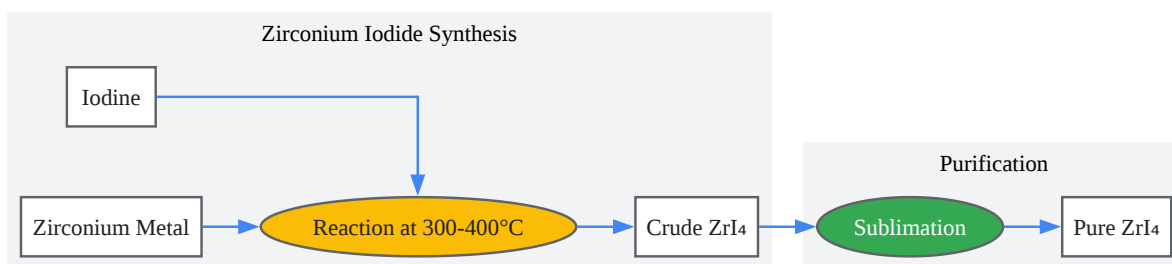 Zirconium Iodide Synthesis
Iodine
Zirconium Metal
Reaction at 300-400°C
Crude ZrI₄
Purification
Sublimation
Pure ZrI₄